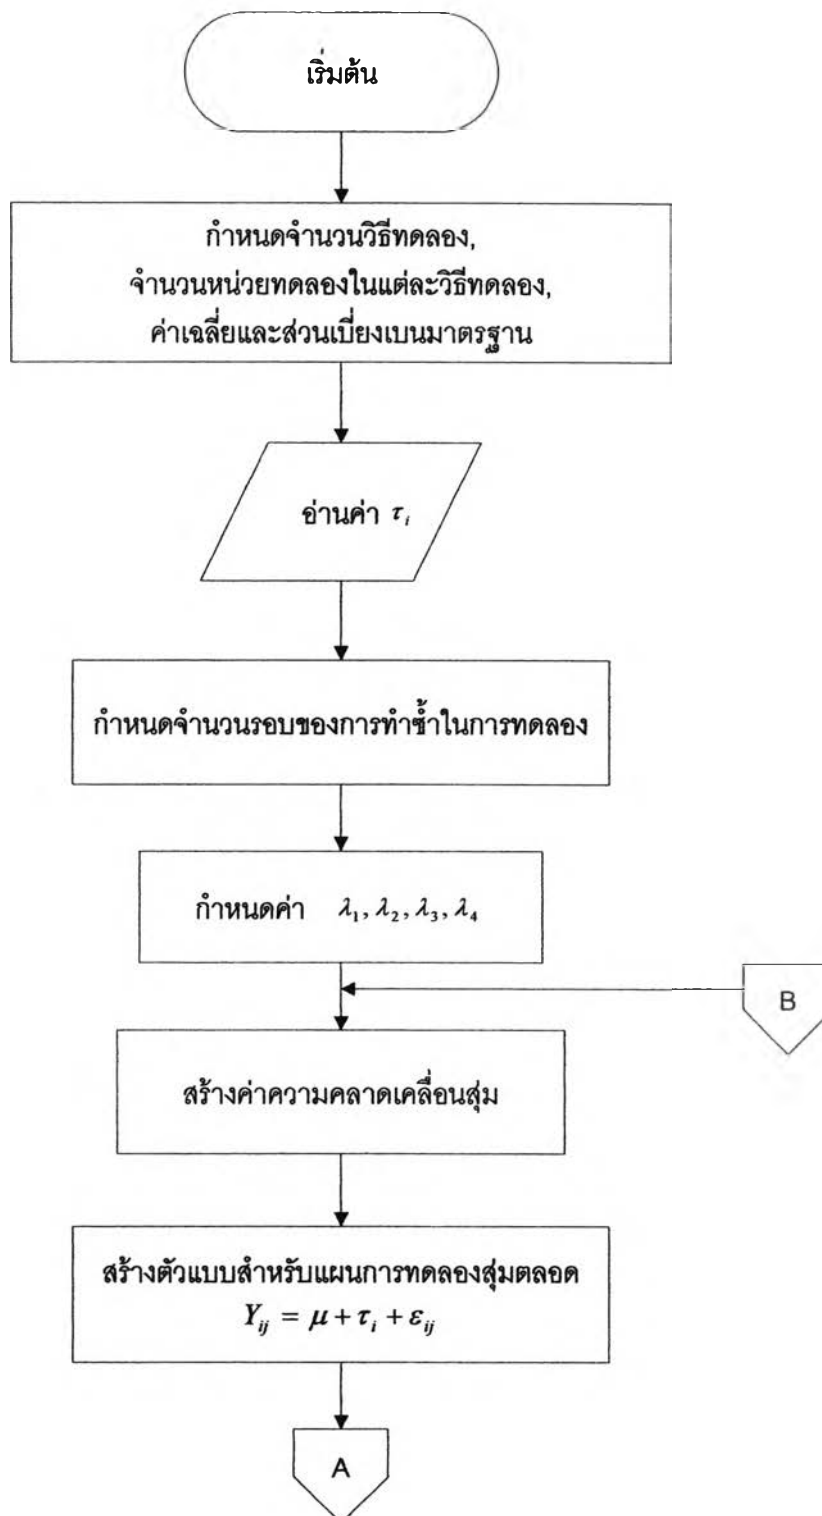 เริ่มต้น
กำหนดจำนวนวิธีทดลอง,
จำนวนหน่วยทดลองในแต่ละวิธีทดลอง,
ค่าเฉลี่ยและส่วนเบี่ยงเบนมาตรฐาน
อ่านค่า τᵢ
กำหนดจำนวนรอบของการทำซ้ำในการทดลอง
กำหนดค่า λ₁, λ₂, λ₃, λ₄
B
สร้างค่าความคลาดเคลื่อนสุ่ม
สร้างตัวแบบสำหรับแผนการทดลองสุ่มตลอด
Yᵢⱼ = μ + τᵢ + εᵢⱼ
A